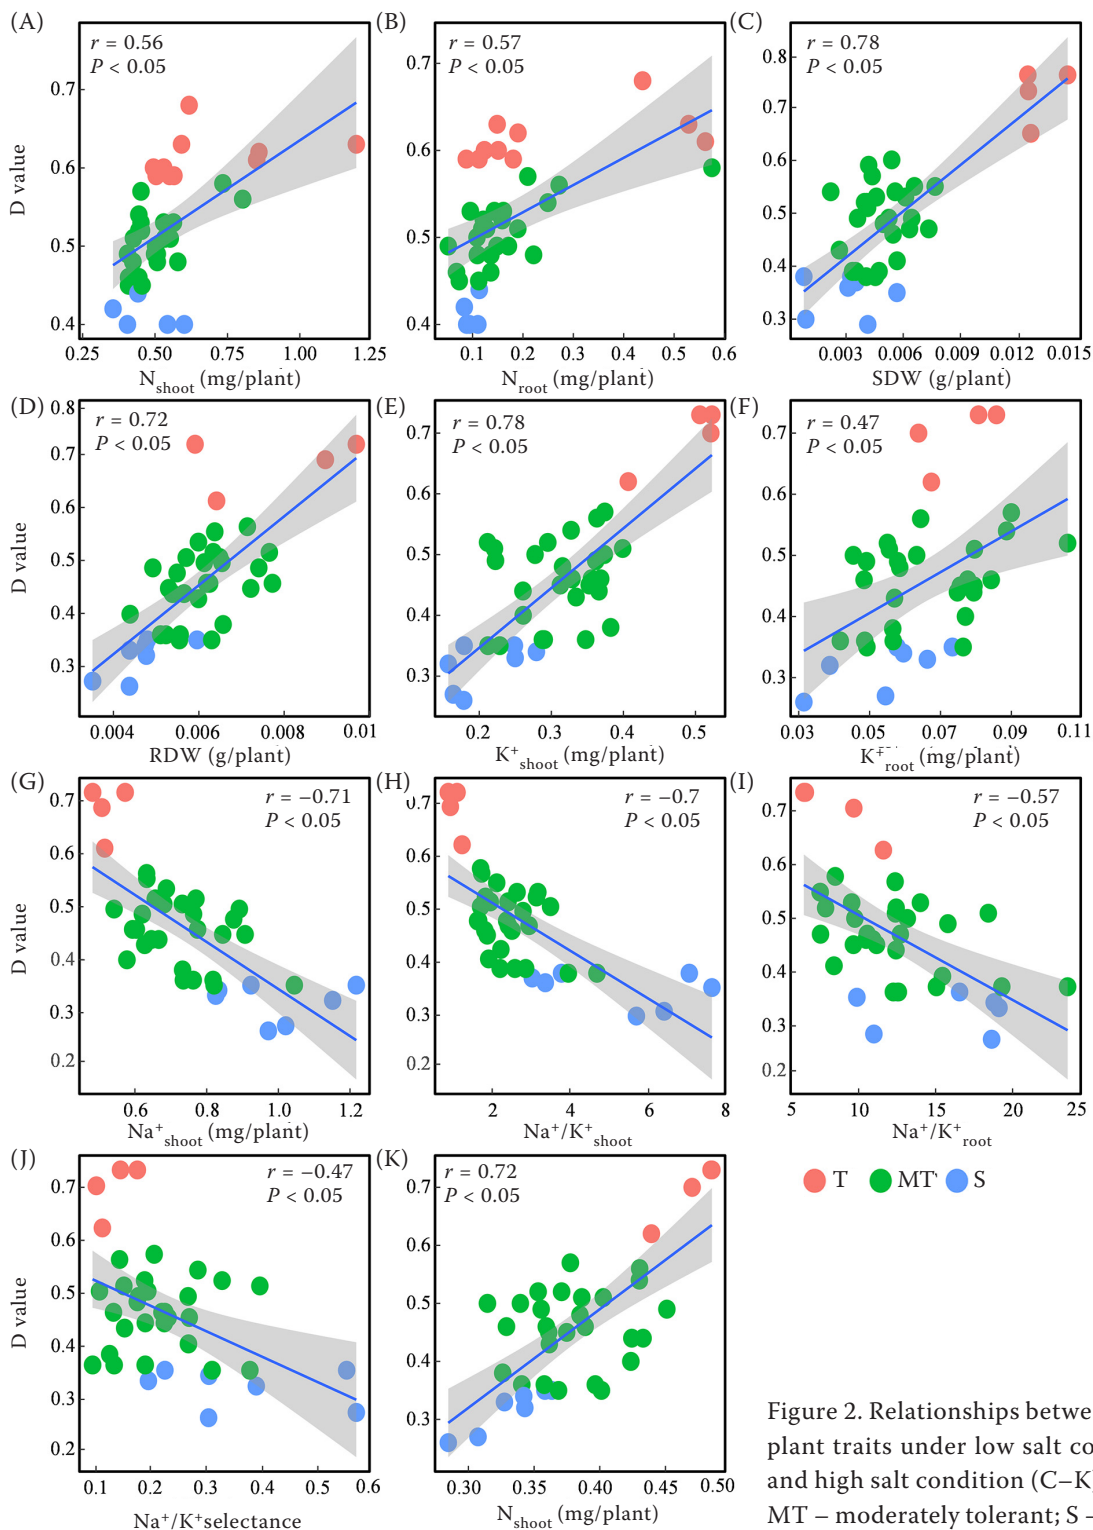 (A)
r = 0.56
P < 0.05
D value
0.7
0.6
0.5
0.4
0.25
0.50
0.75
1.00
1.25
N shoot (mg/plant)
(B)
r = 0.57
P < 0.05
0.7
0.6
0.5
0.4
0.1
0.2
0.3
0.4
0.5
0.6
N root (mg/plant)
(C)
r = 0.78
P < 0.05
0.8
0.7
0.6
0.5
0.4
0.3
0.003
0.006
0.009
0.012
0.015
SDW (g/plant)
(D)
r = 0.72
P < 0.05
D value
0.8
0.7
0.6
0.5
0.4
0.3
0.004
0.006
0.008
0.01
RDW (g/plant)
(E)
r = 0.78
P < 0.05
0.7
0.6
0.5
0.4
0.3
0.2
0.3
0.4
0.5
K+ shoot (mg/plant)
(F)
r = 0.47
P < 0.05
0.7
0.6
0.5
0.4
0.3
0.03
0.05
0.07
0.09
0.11
K+ root (mg/plant)
(G)
r = −0.71
P < 0.05
D value
0.7
0.6
0.5
0.4
0.3
0.2
0.6
0.8
1.0
1.2
Na+ shoot (mg/plant)
(H)
r = −0.7
P < 0.05
0.7
0.6
0.5
0.4
0.3
0.2
2
4
6
8
Na+/K+ shoot
(I)
r = −0.57
P < 0.05
0.7
0.6
0.5
0.4
0.3
0.2
5
10
15
20
25
Na+/K+ root
(J)
r = −0.47
P < 0.05
D value
0.7
0.6
0.5
0.4
0.3
0.2
0.1
0.2
0.3
0.4
0.5
0.6
Na+/K+selectance
(K)
r = 0.72
P < 0.05
0.7
0.6
0.5
0.4
0.3
0.30
0.35
0.40
0.45
0.50
N shoot (mg/plant)
T MT S
Figure 2. Relationships betwe
plant traits under low salt co
and high salt condition (C–K)
MT – moderately tolerant; S –